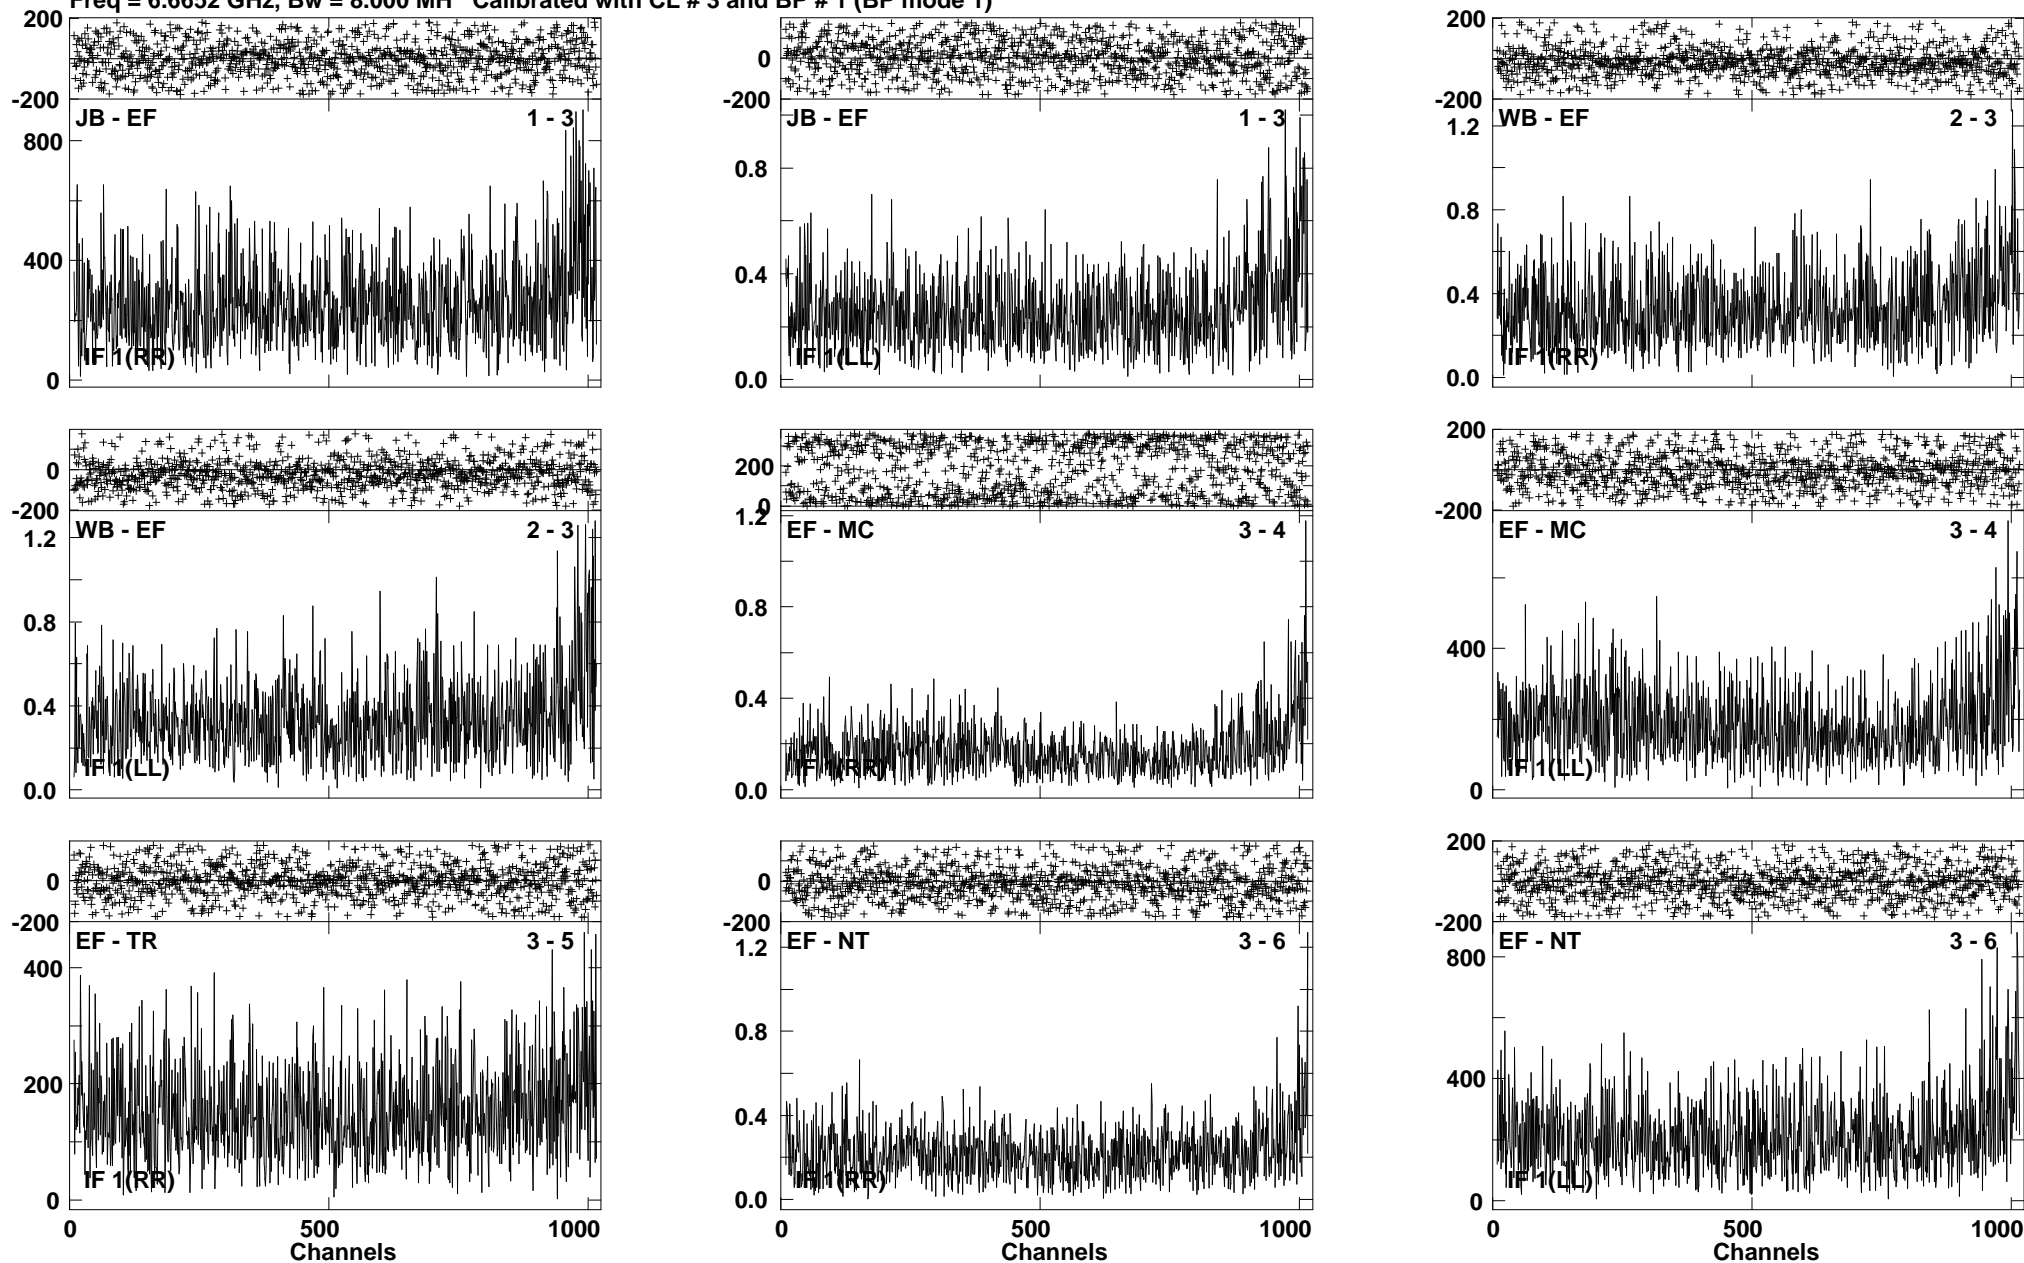 Freq = 6.6652 GHz, Bw = 8.000 MH Calibrated with CL # 3 and BP # 1 (BP mode 1)
200
0
-200
JB - EF
1 - 3
800
400
0
IF 1(RR)
200
0
-200
JB - EF
1 - 3
0.8
0.4
0.0
IF 1(LL)
200
0
-200
WB - EF
2 - 3
1.2
0.8
0.4
0.0
IF 1(RR)
0
-200
WB - EF
2 - 3
1.2
0.8
0.4
0.0
IF 1(LL)
200
0
EF - MC
3 - 4
1.2
0.8
0.4
0.0
IF 1(RR)
200
0
-200
EF - MC
3 - 4
400
0
IF 1(LL)
0
-200
EF - TR
3 - 5
400
200
0
IF 1(RR)
0 500 1000
Channels
0
-200
EF - NT
3 - 6
1.2
0.8
0.4
0.0
IF 1(RR)
0 500 1000
Channels
200
0
-200
EF - NT
3 - 6
800
400
0
IF 1(LL)
0 500 1000
Channels